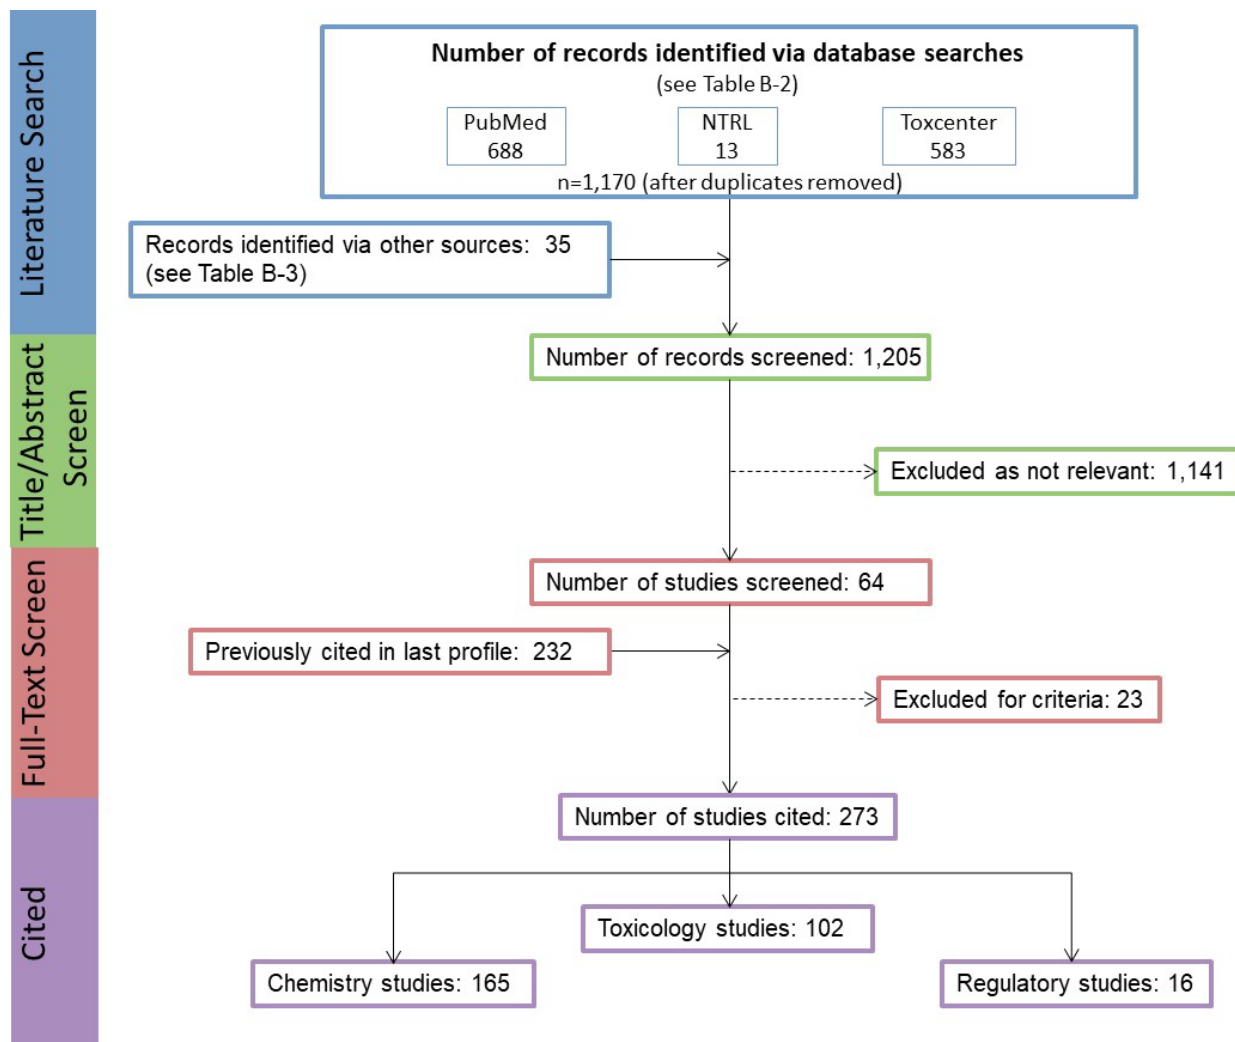 Literature Search
Number of records identified via database searches
(see Table B-2)
PubMed
688
NTRL
13
Toxcenter
583
n=1,170 (after duplicates removed)
Records identified via other sources: 35
(see Table B-3)
Title/Abstract
Screen
Number of records screened: 1,205
Excluded as not relevant: 1,141
Full-Text Screen
Number of studies screened: 64
Previously cited in last profile: 232
Excluded for criteria: 23
Cited
Number of studies cited: 273
Toxicology studies: 102
Chemistry studies: 165
Regulatory studies: 16